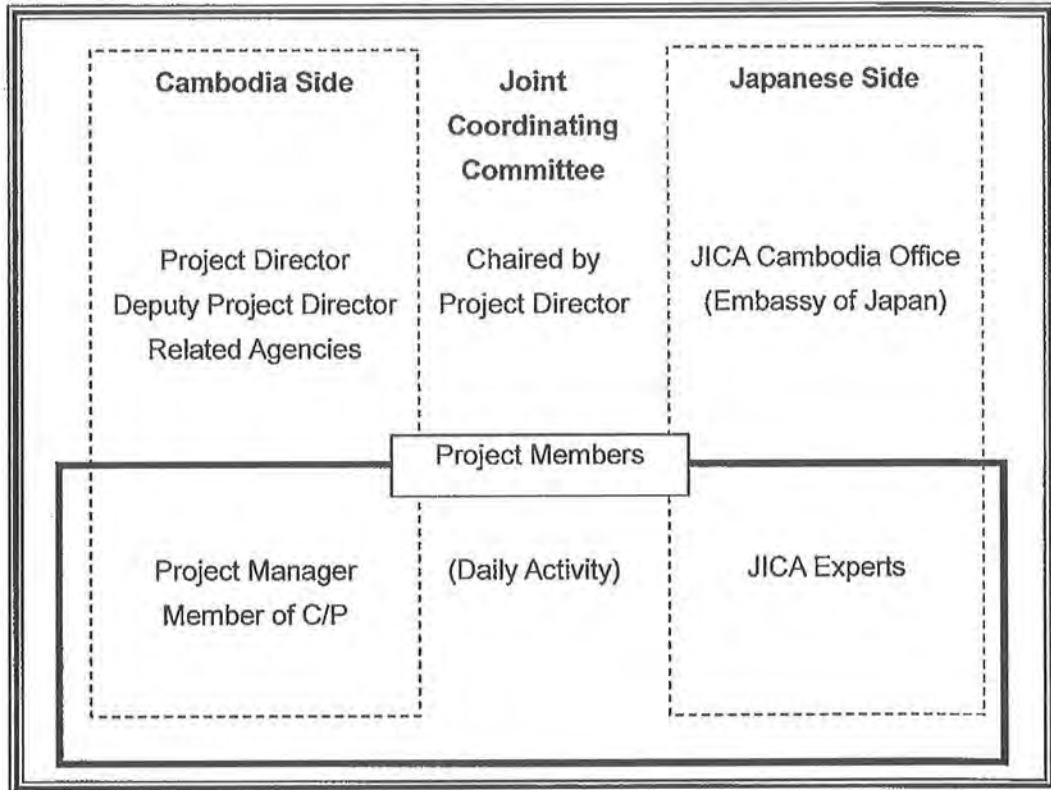 Cambodia Side
Project Director
Deputy Project Director
Related Agencies
Joint
Coordinating
Committee
Chaired by
Project Director
Japanese Side
JICA Cambodia Office
(Embassy of Japan)
Project Members
Project Manager
Member of C/P
(Daily Activity)
JICA Experts